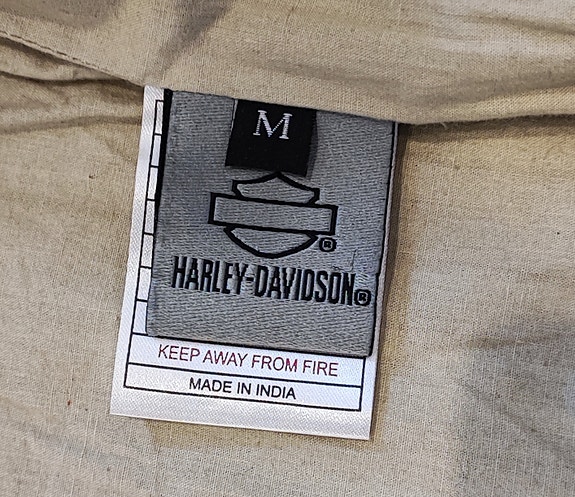 M
®
HARLEY-DAVIDSON®
KEEP AWAY FROM FIRE
MADE IN INDIA